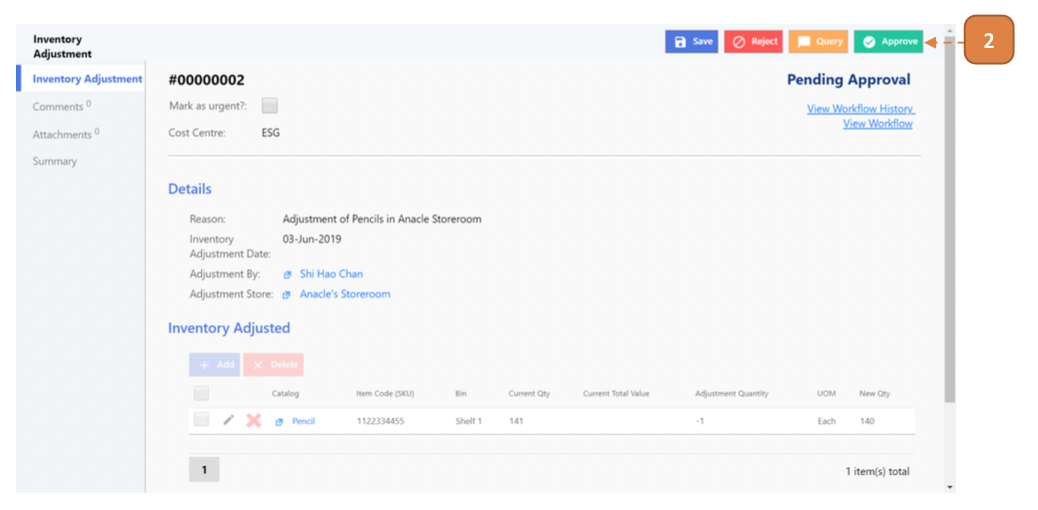 Inventory
Adjustment
Save
Reject
Query
Approve
2
Inventory Adjustment
Comments 0
Attachments 0
Summary
#00000002
Pending Approval
Mark as urgent?:
View Workflow History
View Workflow
Cost Centre: ESG
Details
Reason: Adjustment of Pencils in Anacle Storeroom
Inventory 03-Jun-2019
Adjustment Date:
Adjustment By: Shi Hao Chan
Adjustment Store: Anacle's Storeroom
Inventory Adjusted
+ Add × Delete
Catalog Item Code (SKU) Bin Current Qty Current Total Value Adjustment Quantity UOM New Qty
Pencil 1122334455 Shelf 1 141 -1 Each 140
1
1 item(s) total